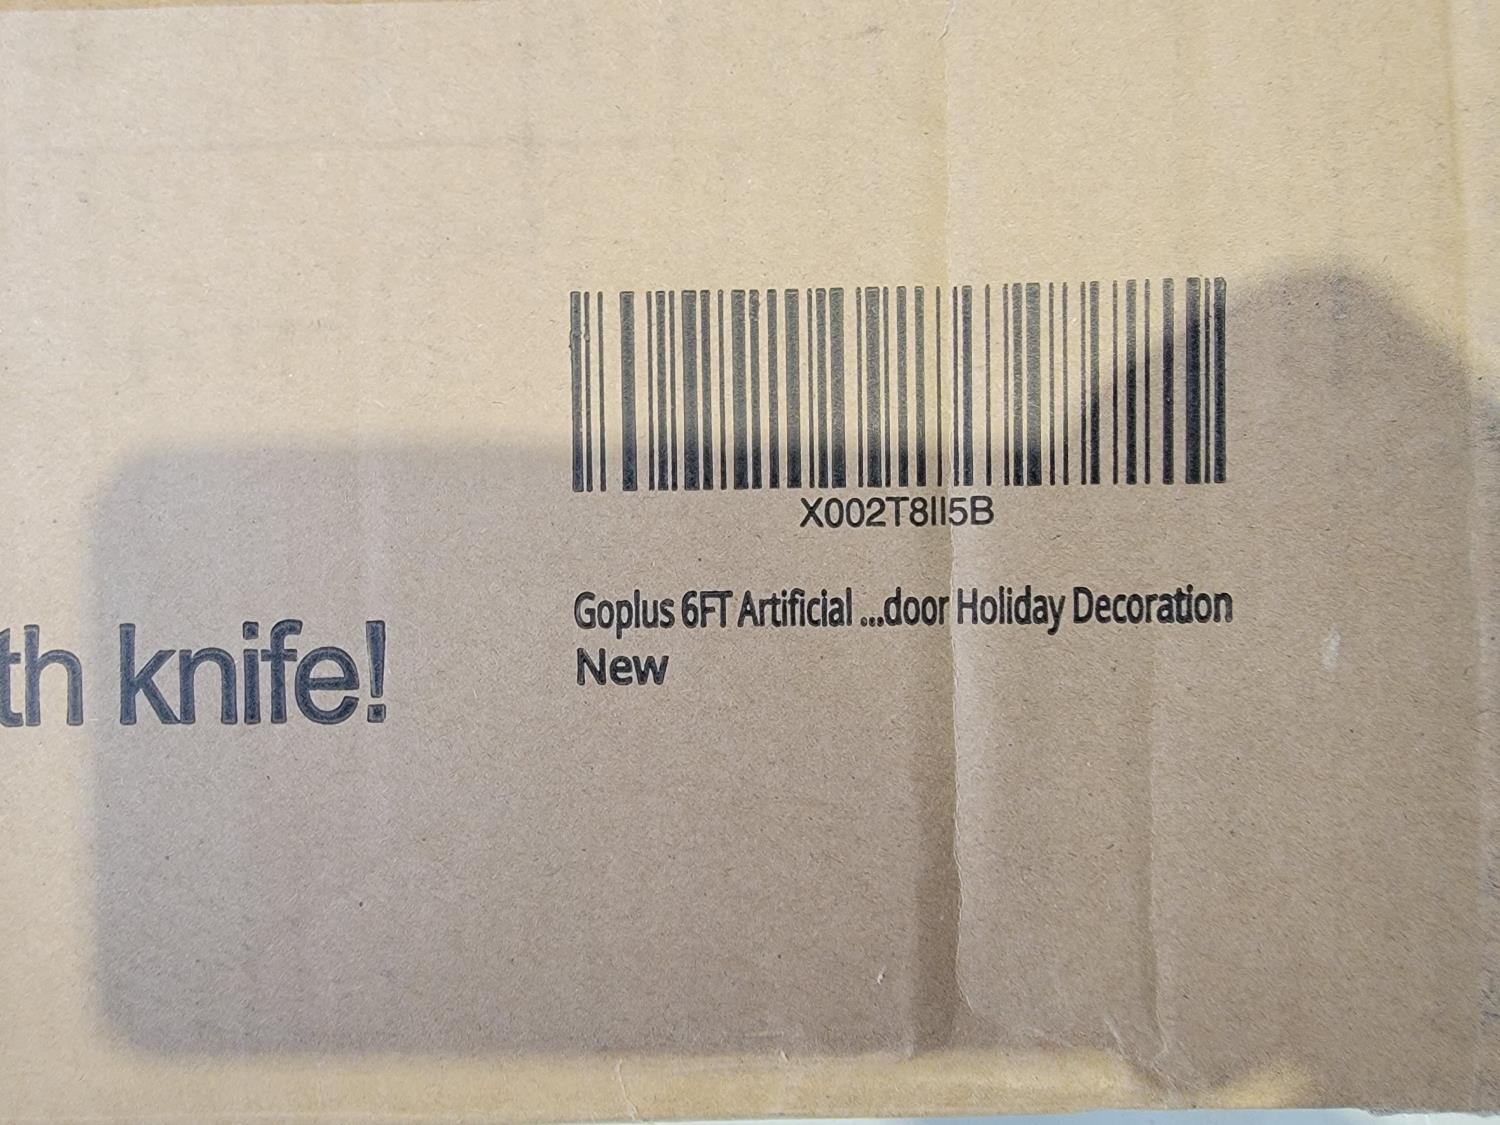 X002T8II5B
Goplus 6FT Artificial ...door Holiday Decoration
New
th knife!